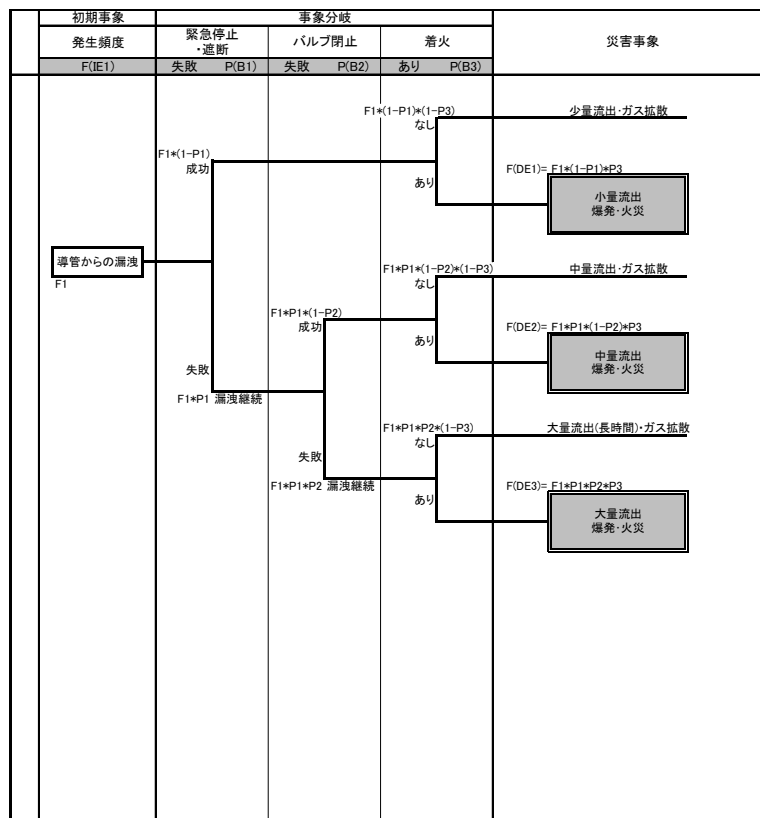 初期事象
事象分岐
発生頻度
緊急停止
・遮断
バルブ閉止
着火
災害事象
F(IE1)
失敗 P(B1)
失敗 P(B2)
あり P(B3)
F1*(1-P1)*(1-P3)
なし
少量流出・ガス拡散
F1*(1-P1)
成功
あり
F(DE1)= F1*(1-P1)*P3
小量流出
爆発・火災
導管からの漏洩
F1
F1*P1*(1-P2)*(1-P3)
なし
中量流出・ガス拡散
F1*P1*(1-P2)
成功
あり
F(DE2)= F1*P1*(1-P2)*P3
中量流出
爆発・火災
失敗
F1*P1 漏洩継続
F1*P1*P2*(1-P3)
なし
大量流出(長時間)・ガス拡散
失敗
F1*P1*P2 漏洩継続
あり
F(DE3)= F1*P1*P2*P3
大量流出
爆発・火災